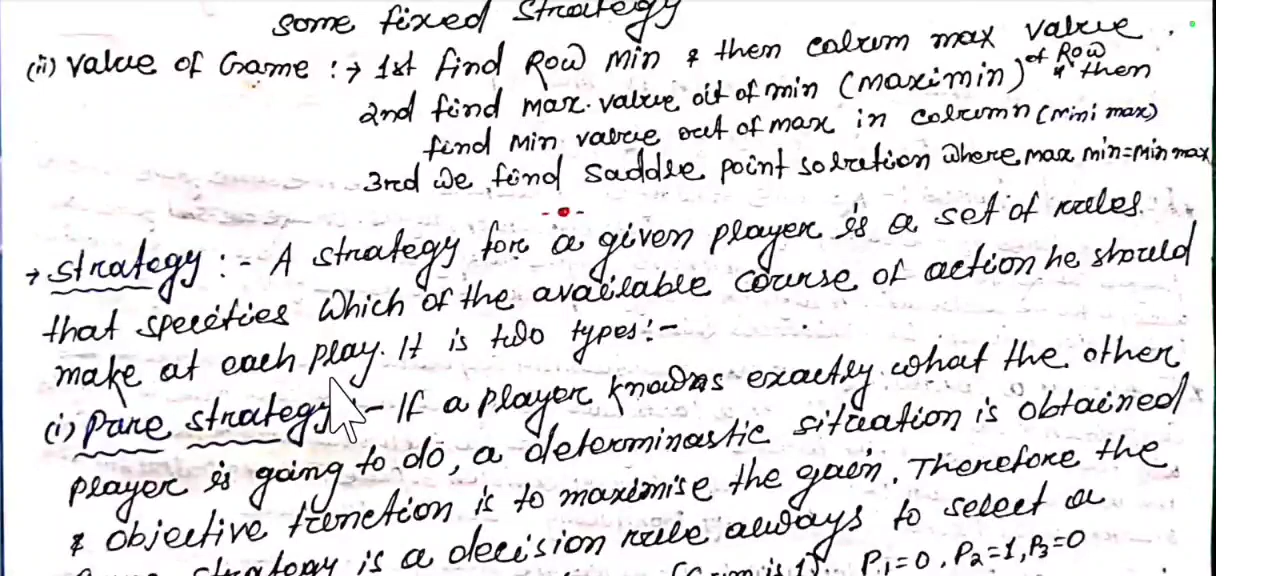 some fixed strategy
(ii) Value of Game :→ 1st find Row Min & then colum max value.
2nd find max. value oit of min (maximin) of Row & then
find Min value out of max in column (Mini max)
3rd we find saddle point solution where max min=min max
→ strategy :- A strategy for a given player is a set of rules.
that specifies which of the available course of action he should
make at each play. It is two types:-
(i) Pure strategy :- If a player knows exactly what the other
player is going to do, a determinastic situation is obtained
& objective function is to maximise the gain. Therefore the
strategy is a decision rule always to select a
P₁=0, P₂=1, P₃=0